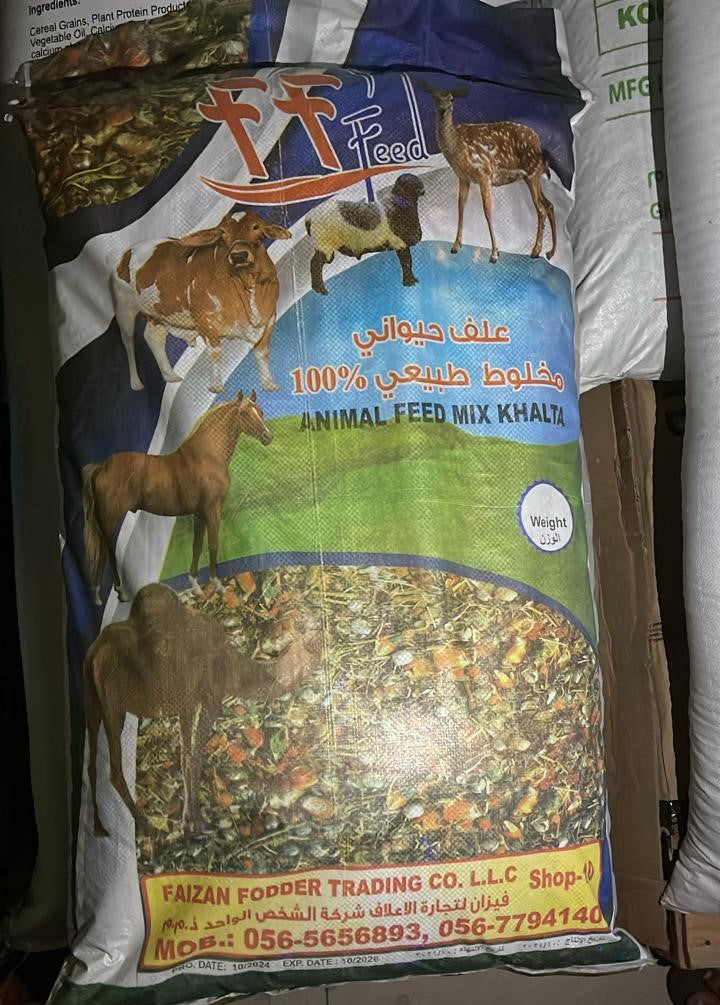 Ingredients:
Cereal Grains, Plant Protein Product
Vegetable Oil, Calciu
calcium
KO
MFG
FF
Feed
علف حيواني
مخلوط طبيعي 100%
ANIMAL FEED MIX KHALTA
Weight
الوزن
FAIZAN FODDER TRADING CO. L.L.C Shop-10
فيزان لتجارة الاعلاف شركة الشخص الواحد ذ.م.م
MOB.: 056-5656893, 056-7794140
PRO. DATE: 10/2024 EXP. DATE: 10/2026